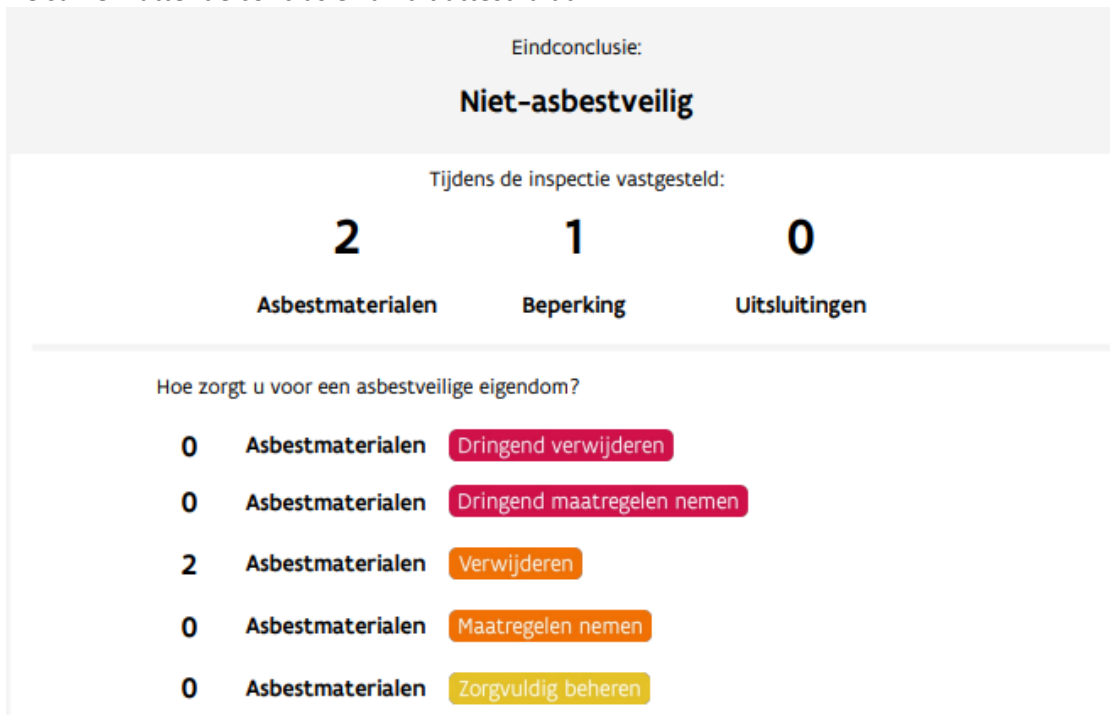 Eindconclusie:
Niet-asbestveilig
Tijdens de inspectie vastgesteld:
2 1 0
Asbestmaterialen Beperking Uitsluitingen
Hoe zorgt u voor een asbestveilige eigendom?
0 Asbestmaterialen Dringend verwijderen
0 Asbestmaterialen Dringend maatregelen nemen
2 Asbestmaterialen Verwijderen
0 Asbestmaterialen Maatregelen nemen
0 Asbestmaterialen Zorgvuldig beheren